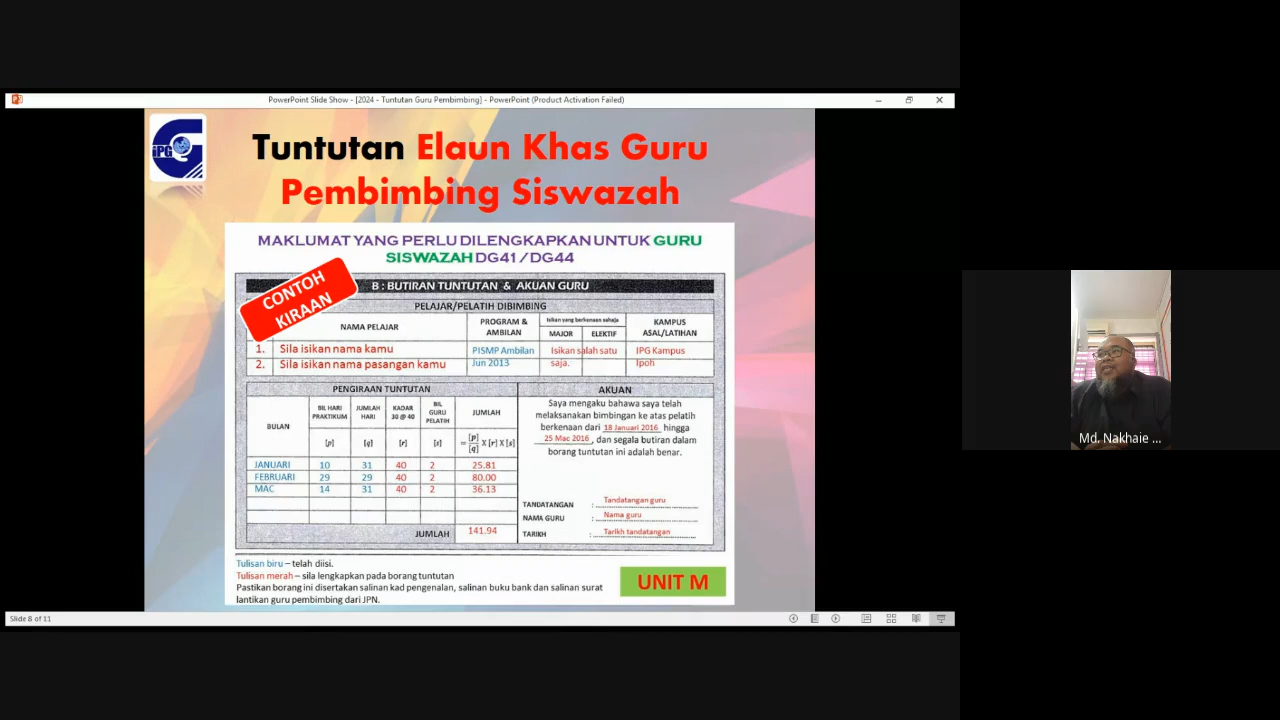 PowerPoint Slide Show - [2024 - Tuntutan Guru Pembimbing] - PowerPoint (Product Activation Failed)
iPG
Tuntutan Elaun Khas Guru
Pembimbing Siswazah
MAKLUMAT YANG PERLU DILENGKAPKAN UNTUK GURU
SISWAZAH DG41/DG44
CONTOH
KIRAAN
B : BUTIRAN TUNTUTAN & AKUAN GURU
PELAJAR/PELATIH DIBIMBING
NAMA PELAJAR
PROGRAM &
AMBILAN
Isikan yang berkenaan sahaja
MAJOR ELEKTIF
KAMPUS
ASAL/LATIHAN
1. Sila isikan nama kamu PISMP Ambilan Isikan salah satu IPG Kampus
2. Sila isikan nama pasangan kamu Jun 2013 saja. Ipoh
PENGIRAAN TUNTUTAN
BULAN
BIL HARI
PRAKTIKUM
[p]
JUMLAH
HARI
[q]
KADAR
30 @ 40
[r]
BIL
GURU
PELATIH
[s]
JUMLAH
= [p]/[q] X [r] X [s]
JANUARI 10 31 40 2 25.81
FEBRUARI 29 29 40 2 80.00
MAC 14 31 40 2 36.13
JUMLAH 141.94
AKUAN
Saya mengaku bahawa saya telah
melaksanakan bimbingan ke atas pelatih
berkenaan dari 18 Januari 2016 hingga
25 Mac 2016 , dan segala butiran dalam
borang tuntutan ini adalah benar.
TANDATANGAN : Tandatangan guru
NAMA GURU : Nama guru
TARIKH : Tarikh tandatangan
Tulisan biru – telah diisi.
Tulisan merah – sila lengkapkan pada borang tuntutan
Pastikan borang ini disertakan salinan kad pengenalan, salinan buku bank dan salinan surat
lantikan guru pembimbing dari JPN.
UNIT M
Slide 8 of 11
Md. Nakhaie ...